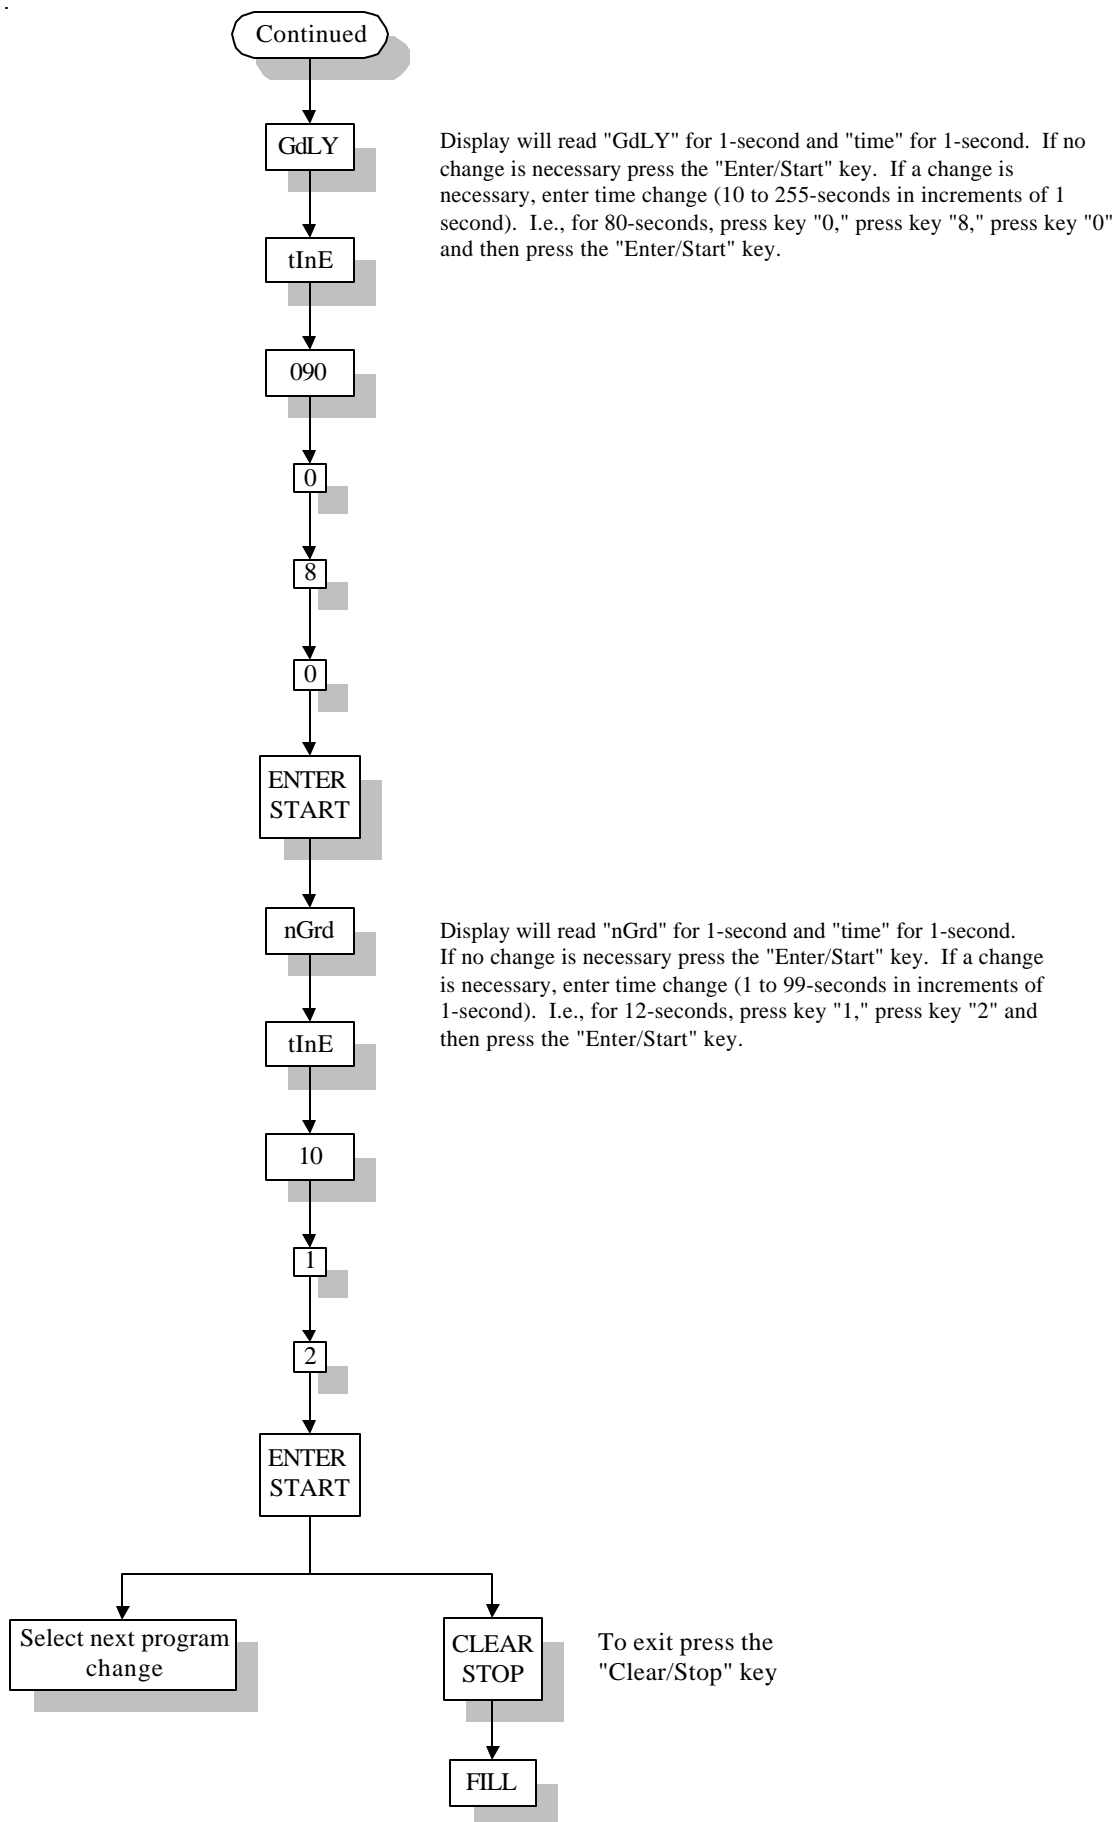 .
Continued
GdLY
Display will read "GdLY" for 1-second and "time" for 1-second. If no
change is necessary press the "Enter/Start" key. If a change is
necessary, enter time change (10 to 255-seconds in increments of 1
second). I.e., for 80-seconds, press key "0," press key "8," press key "0"
and then press the "Enter/Start" key.
tInE
090
0
8
0
ENTER
START
nGrd
Display will read "nGrd" for 1-second and "time" for 1-second.
If no change is necessary press the "Enter/Start" key. If a change
is necessary, enter time change (1 to 99-seconds in increments of
1-second). I.e., for 12-seconds, press key "1," press key "2" and
then press the "Enter/Start" key.
tInE
10
1
2
ENTER
START
Select next program
change
CLEAR
STOP
To exit press the
"Clear/Stop" key
FILL